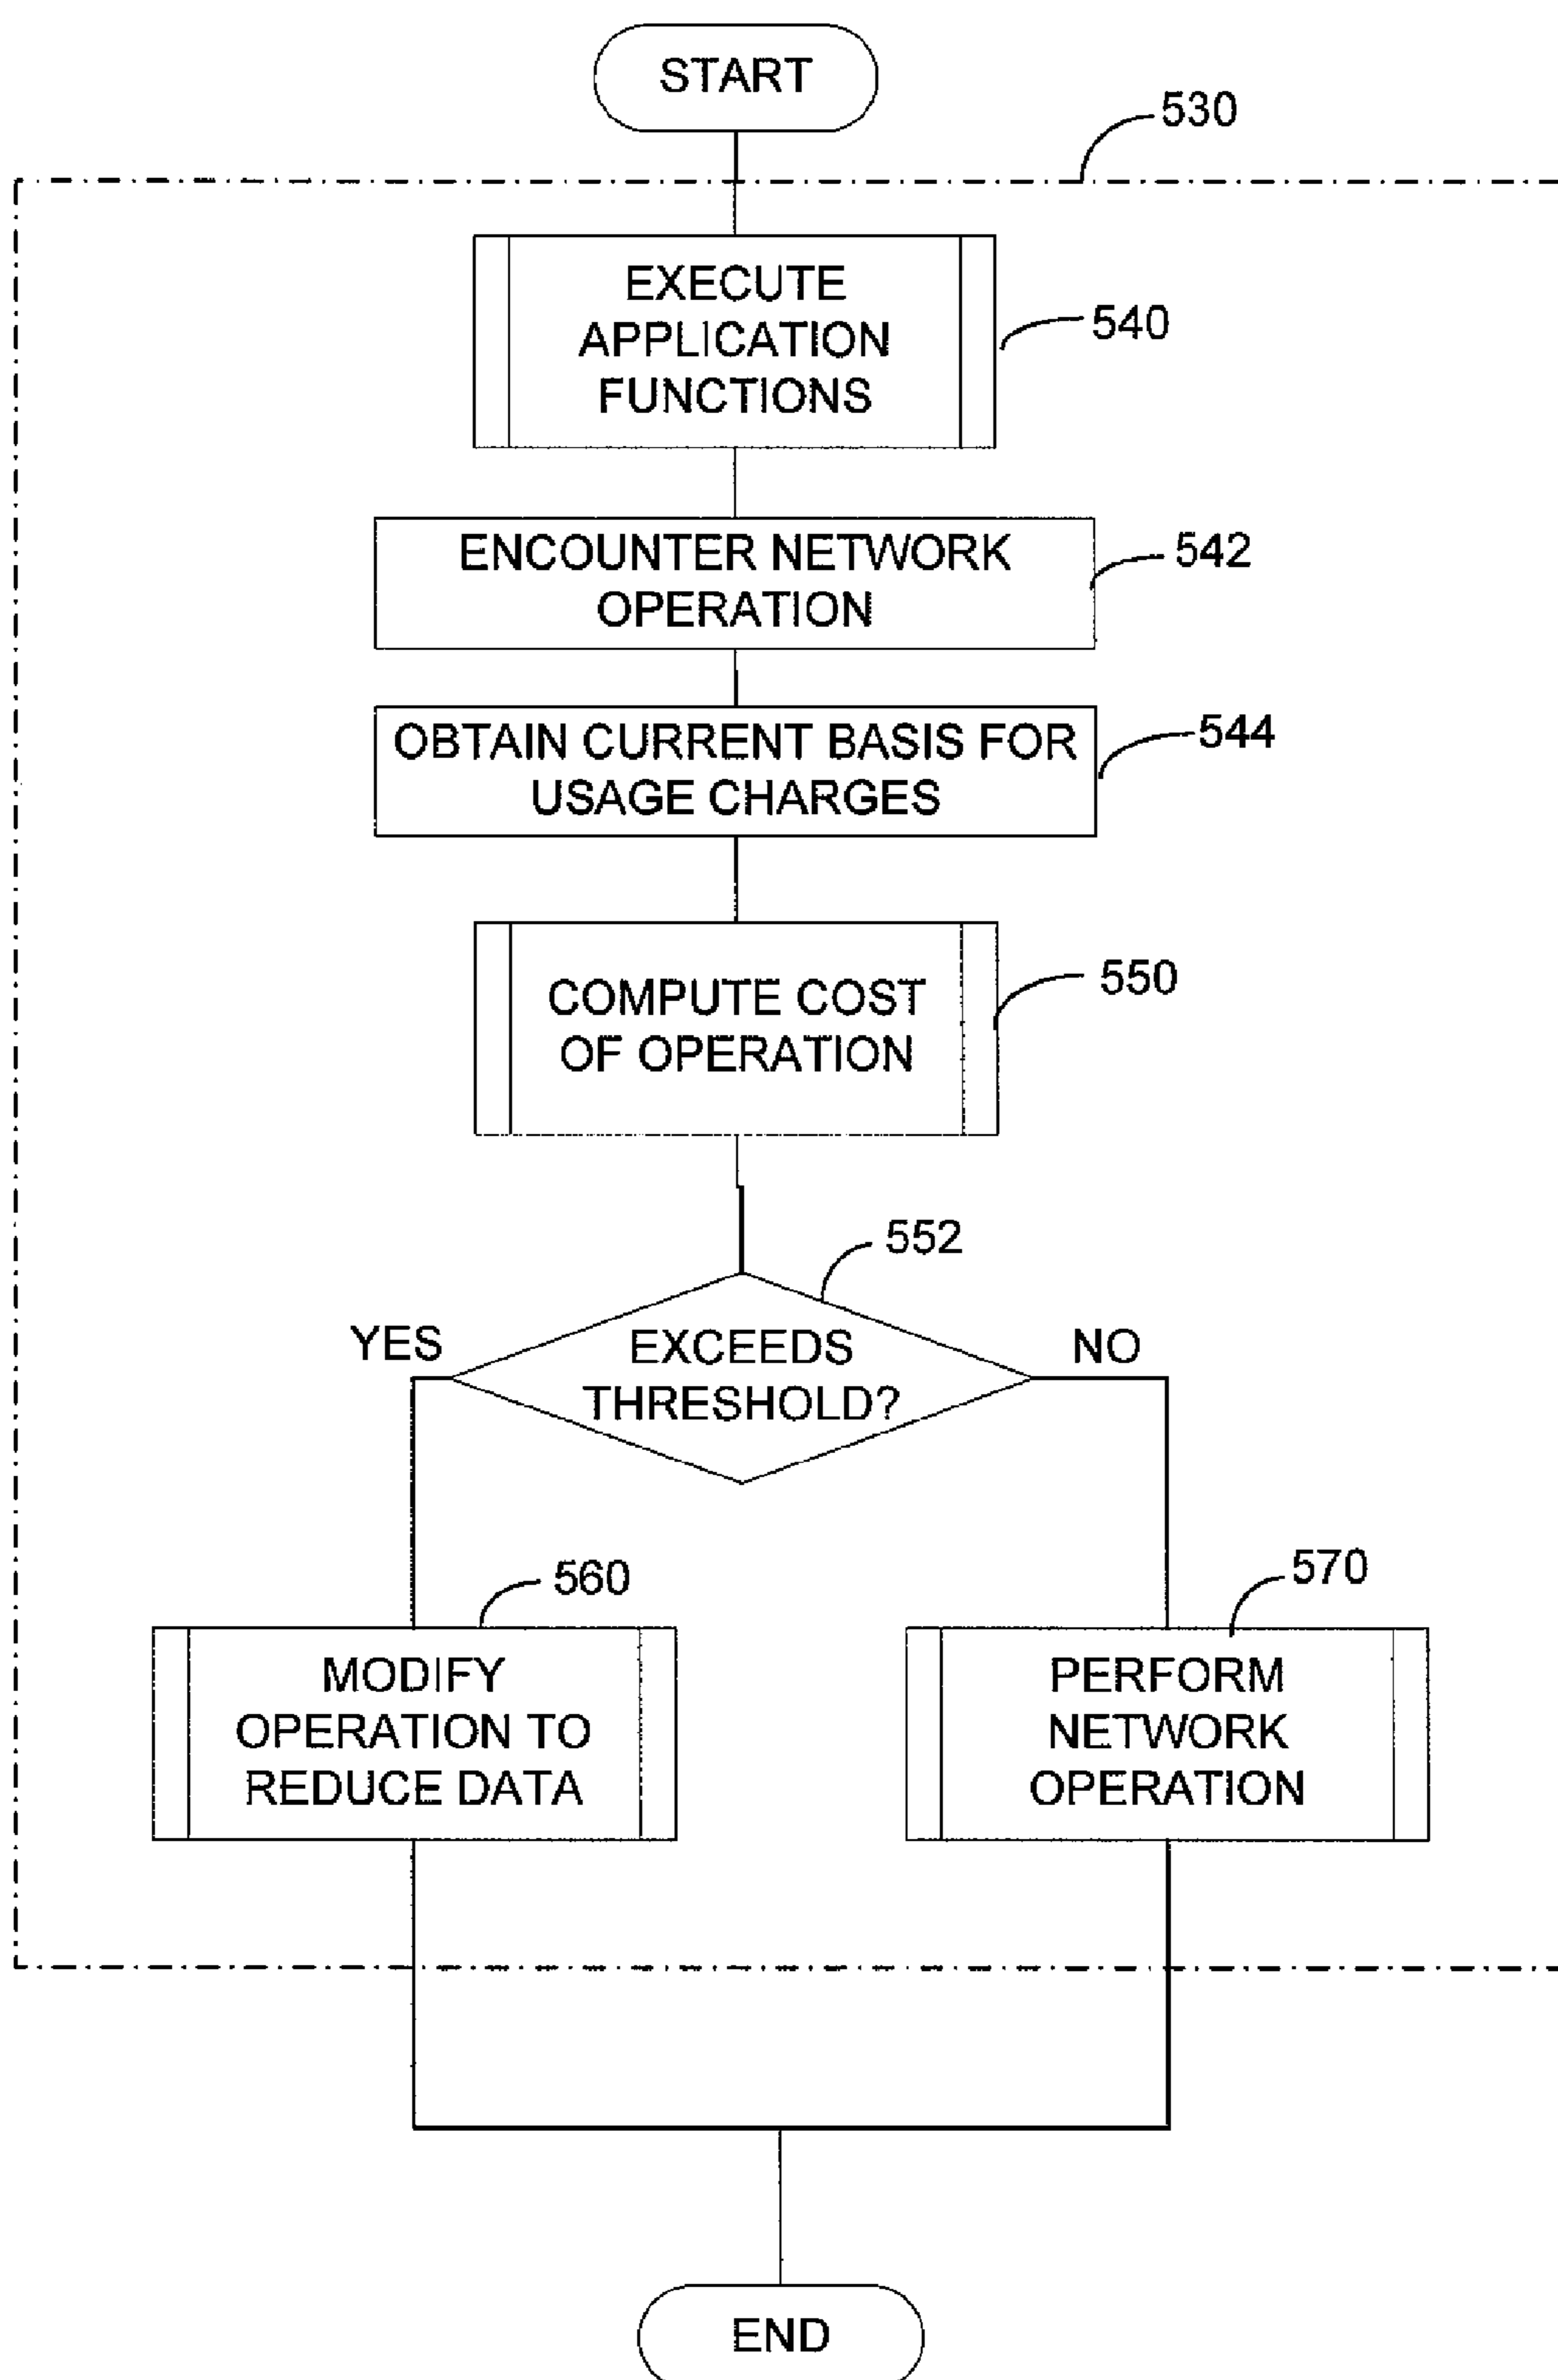 START
530
EXECUTE
APPLICATION
FUNCTIONS
540
ENCOUNTER NETWORK
OPERATION
542
OBTAIN CURRENT BASIS FOR
USAGE CHARGES
544
COMPUTE COST
OF OPERATION
550
552
YES
EXCEEDS
THRESHOLD?
NO
560
570
MODIFY
OPERATION TO
REDUCE DATA
PERFORM
NETWORK
OPERATION
END